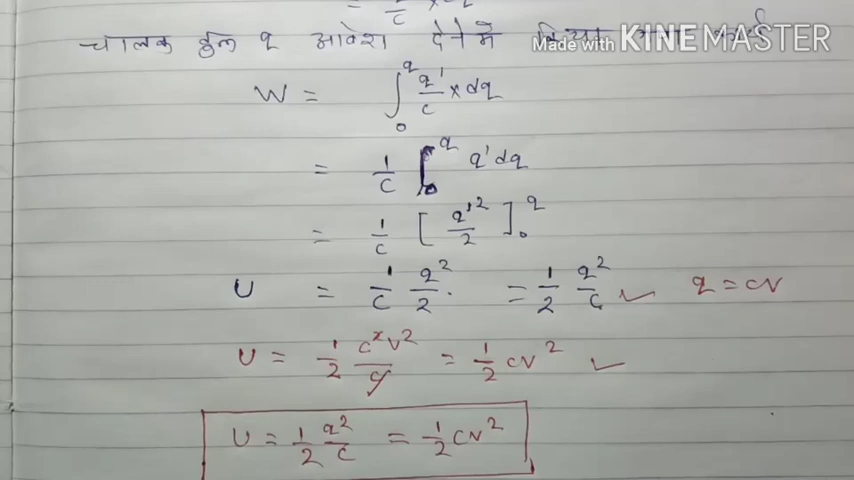 = 1/C × q
चालक कुल q आवेश देने में किया
Made with KINEMASTER
W = ∫₀^q q'/C × dq
= 1/C ∫₀^q q' dq
= 1/C [ q'²/2 ]₀^q
U = 1/C q²/2 . = 1/2 q²/C ✓ q = CV
U = 1/2 C²V²/C = 1/2 CV² ✓
U = 1/2 q²/C = 1/2 CV²